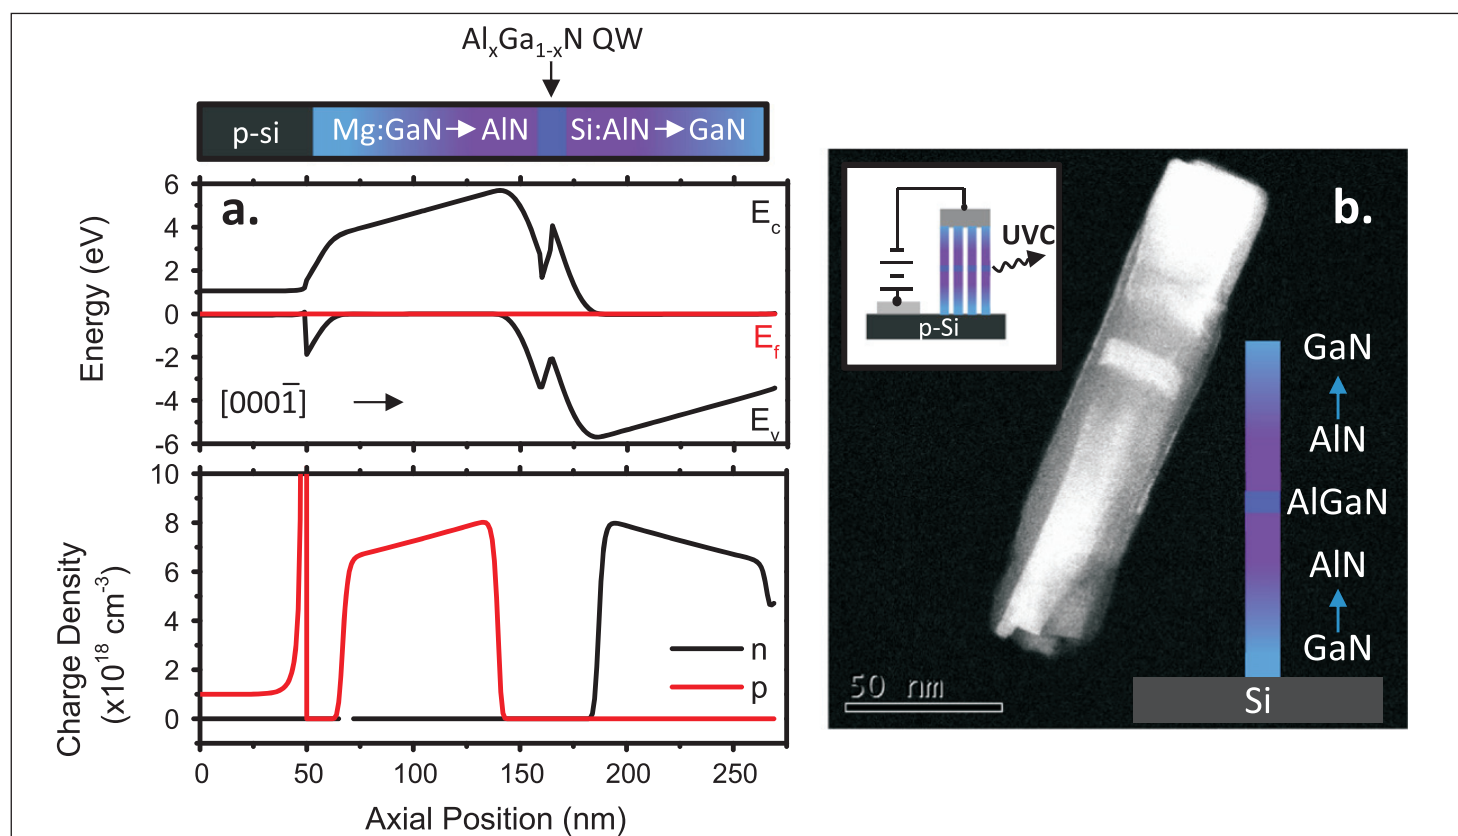 AlxGa1-xN QW
p-si Mg:GaN→AlN Si:AlN→GaN
a.
6
4
2
0
-2
-4
-6
Energy (eV)
Ec
Ef
Ev
[0001̅]
10
8
6
4
2
0
Charge Density
(x10^18 cm^-3)
n
p
0 50 100 150 200 250
Axial Position (nm)
b.
UVC
p-Si
GaN
AlN
AlGaN
AlN
GaN
Si
50 nm